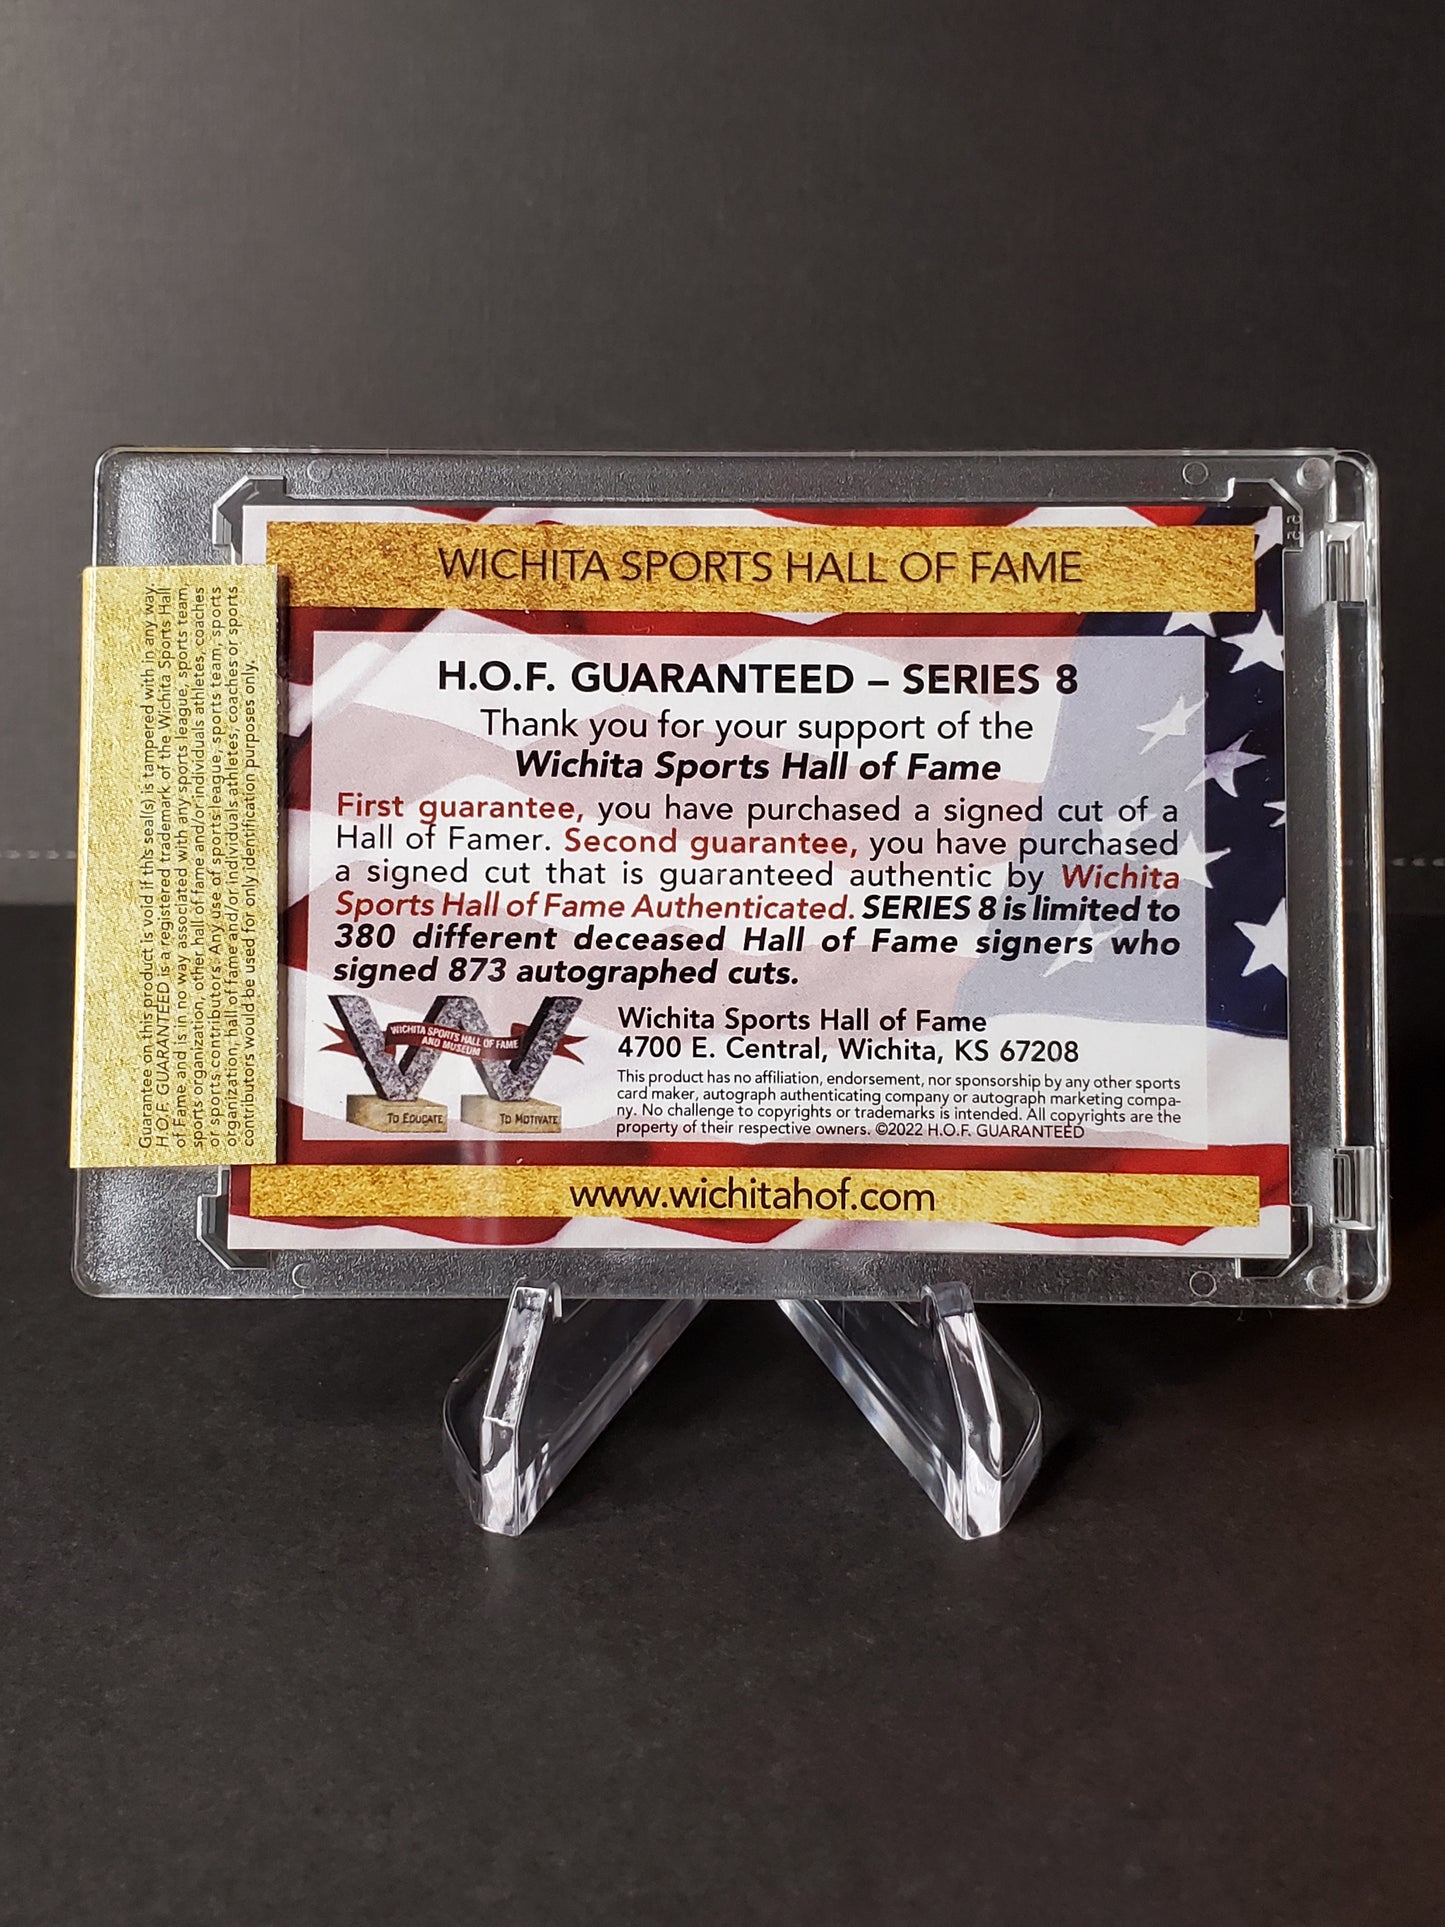 WICHITA SPORTS HALL OF FAME
H.O.F. GUARANTEED – SERIES 8
Thank you for your support of the
Wichita Sports Hall of Fame
First guarantee, you have purchased a signed cut of a
Hall of Famer. Second guarantee, you have purchased
a signed cut that is guaranteed authentic by Wichita
Sports Hall of Fame Authenticated. SERIES 8 is limited to
380 different deceased Hall of Fame signers who
signed 873 autographed cuts.
WICHITA SPORTS HALL OF FAME
AND MUSEUM
TO EDUCATE
TO MOTIVATE
Wichita Sports Hall of Fame
4700 E. Central, Wichita, KS 67208
This product has no affiliation, endorsement, nor sponsorship by any other sports
card maker, autograph authenticating company or autograph marketing compa-
ny. No challenge to copyrights or trademarks is intended. All copyrights are the
property of their respective owners. ©2022 H.O.F. GUARANTEED
www.wichitahof.com
Guarantee on this product is void if this seal(s) is tampered with in any way.
H.O.F. GUARANTEED is a registered trademark of the Wichita Sports Hall
of Fame and is in no way associated with any sports league, sports team,
sports organization, other hall of fame and/or individuals athletes, coaches
or sports contributors. Any use of sports league, sports team, sports
organization, hall of fame and/or individuals athletes, coaches or sports
contributors would be used for only identification purposes only.